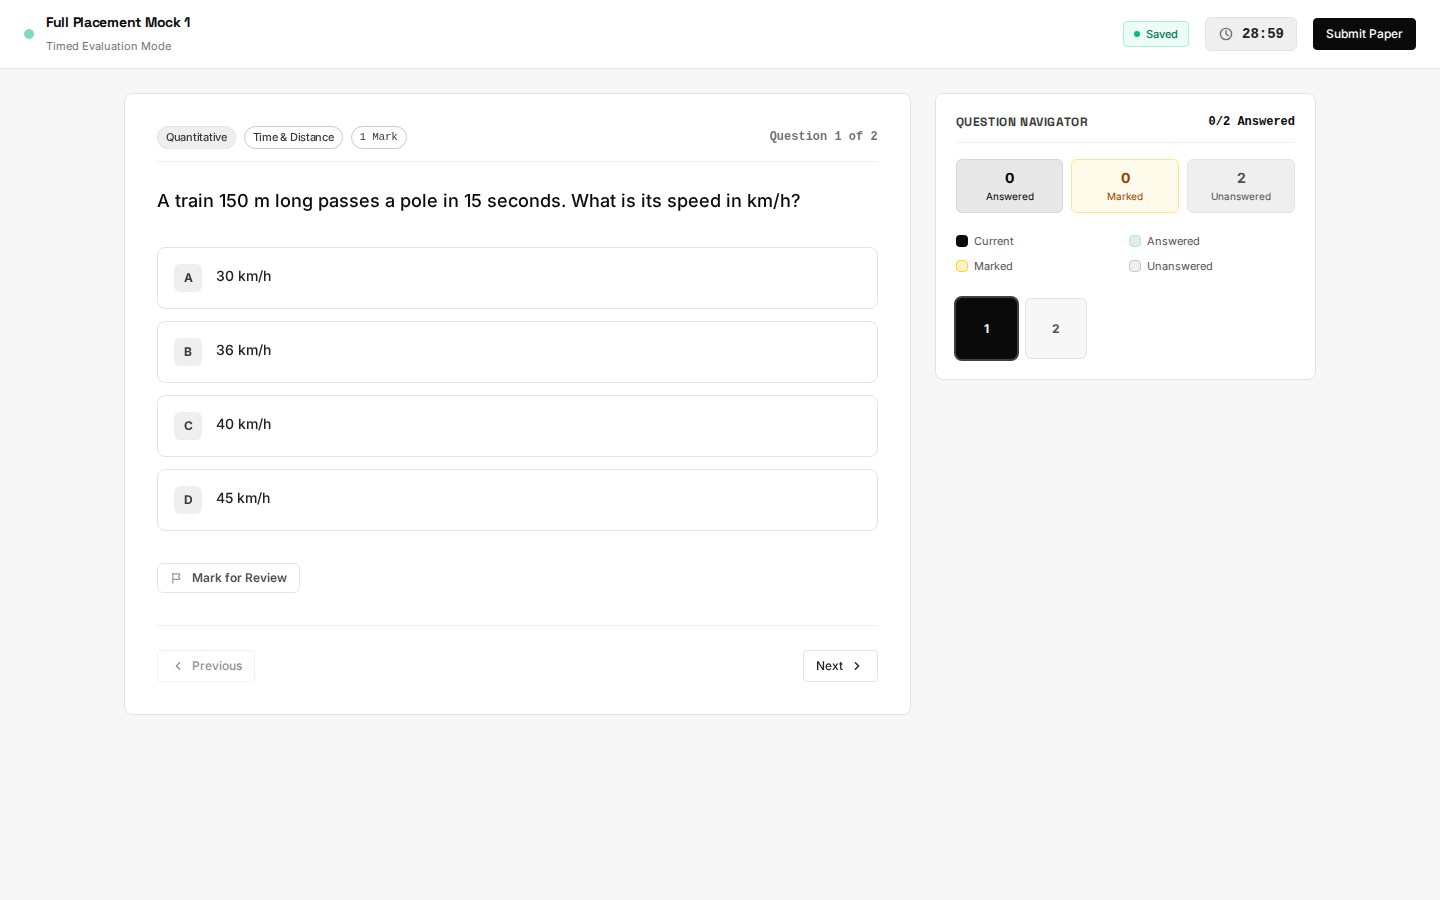 Full Placement Mock 1
Timed Evaluation Mode
Saved
28:59
Submit Paper
Quantitative
Time & Distance
1 Mark
Question 1 of 2
A train 150 m long passes a pole in 15 seconds. What is its speed in km/h?
A 30 km/h
B 36 km/h
C 40 km/h
D 45 km/h
Mark for Review
Previous
Next
QUESTION NAVIGATOR
0/2 Answered
0 Answered
0 Marked
2 Unanswered
Current
Answered
Marked
Unanswered
1
2